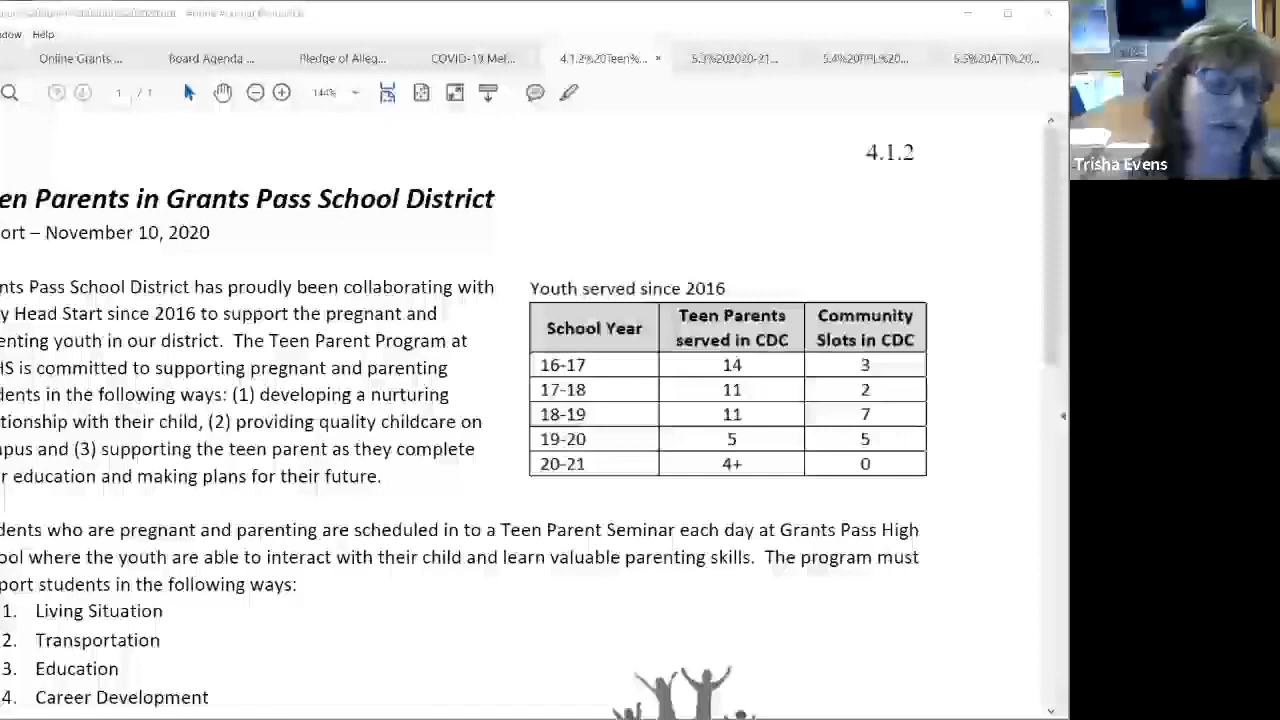 Help
Online Grants ...
Board Agenda ...
Pledge of Alleg...
COVID-19 Mel...
4.1.2%20Teen%...
5.3%202020-21...
5.4%20PPL%20...
5.5%20ATT%20...
1 / 1
144%
4.1.2
en Parents in Grants Pass School District
ort – November 10, 2020
nts Pass School District has proudly been collaborating with
y Head Start since 2016 to support the pregnant and
enting youth in our district. The Teen Parent Program at
HS is committed to supporting pregnant and parenting
dents in the following ways: (1) developing a nurturing
tionship with their child, (2) providing quality childcare on
npus and (3) supporting the teen parent as they complete
r education and making plans for their future.
Youth served since 2016
School Year Teen Parents served in CDC Community Slots in CDC
16-17 14 3
17-18 11 2
18-19 11 7
19-20 5 5
20-21 4+ 0
dents who are pregnant and parenting are scheduled in to a Teen Parent Seminar each day at Grants Pass High
ool where the youth are able to interact with their child and learn valuable parenting skills. The program must
port students in the following ways:
1. Living Situation
2. Transportation
3. Education
4. Career Development
Trisha Evens